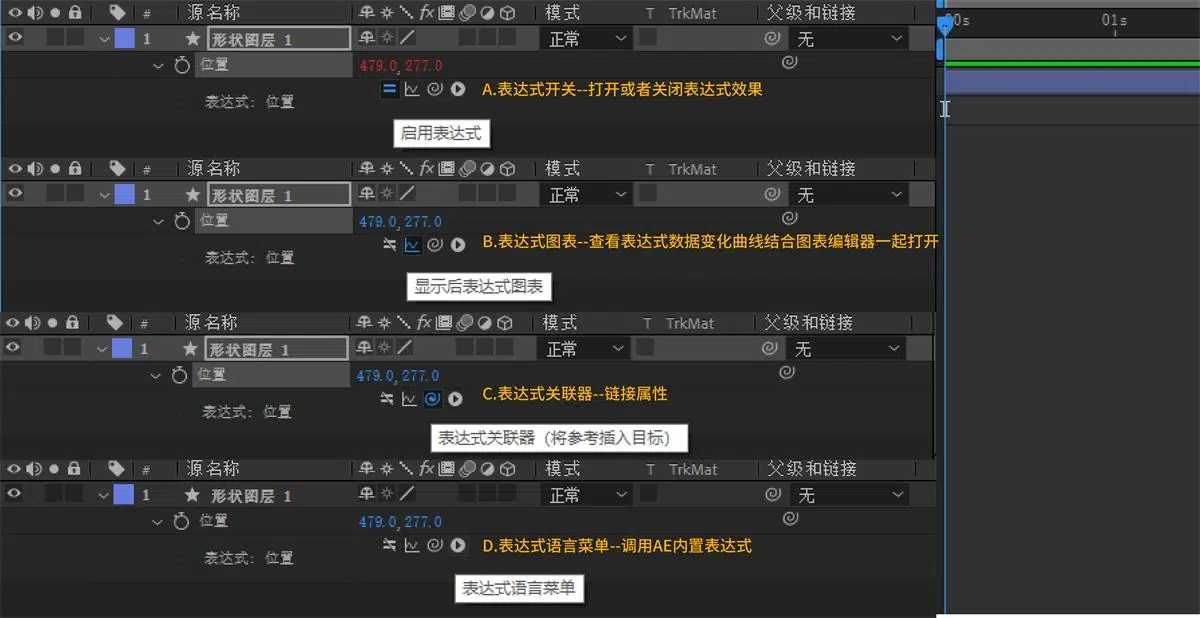 # 源名称 fx 模式 T TrkMat 父级和链接
1 形状图层 1 正常 无
位置 479.0, 277.0
A.表达式开关--打开或者关闭表达式效果
表达式: 位置
启用表达式
# 源名称 fx 模式 T TrkMat 父级和链接
1 形状图层 1 正常 无
位置 479.0, 277.0
B.表达式图表--查看表达式数据变化曲线结合图表编辑器一起打开
表达式: 位置
显示后表达式图表
# 源名称 fx 模式 T TrkMat 父级和链接
1 形状图层 1 正常 无
位置 479.0, 277.0
C.表达式关联器--链接属性
表达式: 位置
表达式关联器（将参考插入目标）
# 源名称 fx 模式 T TrkMat 父级和链接
1 形状图层 1 正常 无
位置 479.0, 277.0
D.表达式语言菜单--调用AE内置表达式
表达式: 位置
表达式语言菜单
01s